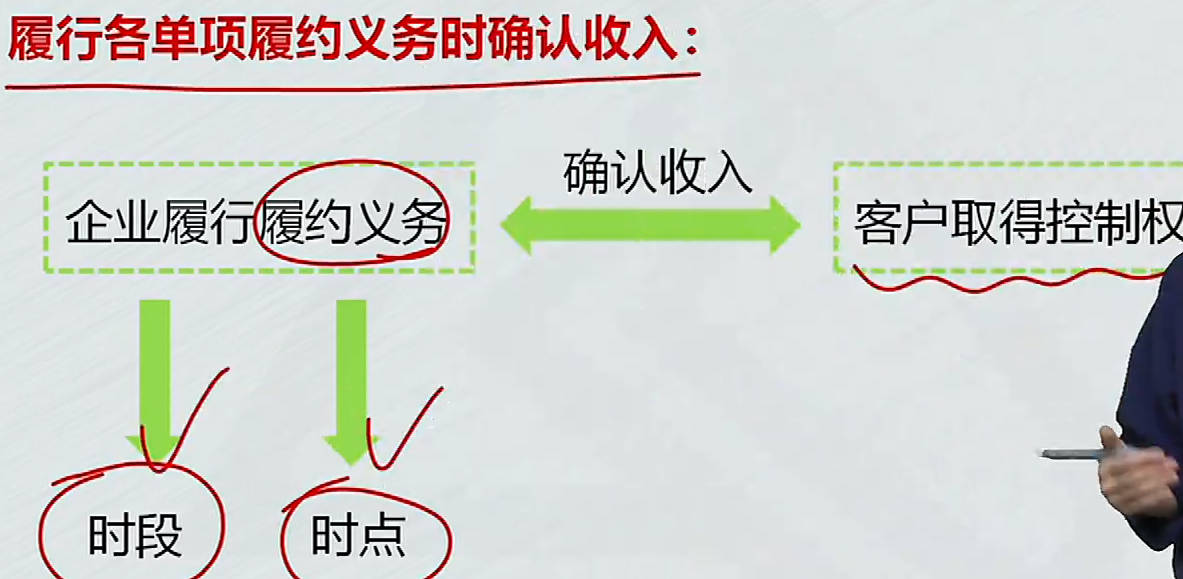 履行各单项履约义务时确认收入：
确认收入
企业履行履约义务
客户取得控制权
时段
时点